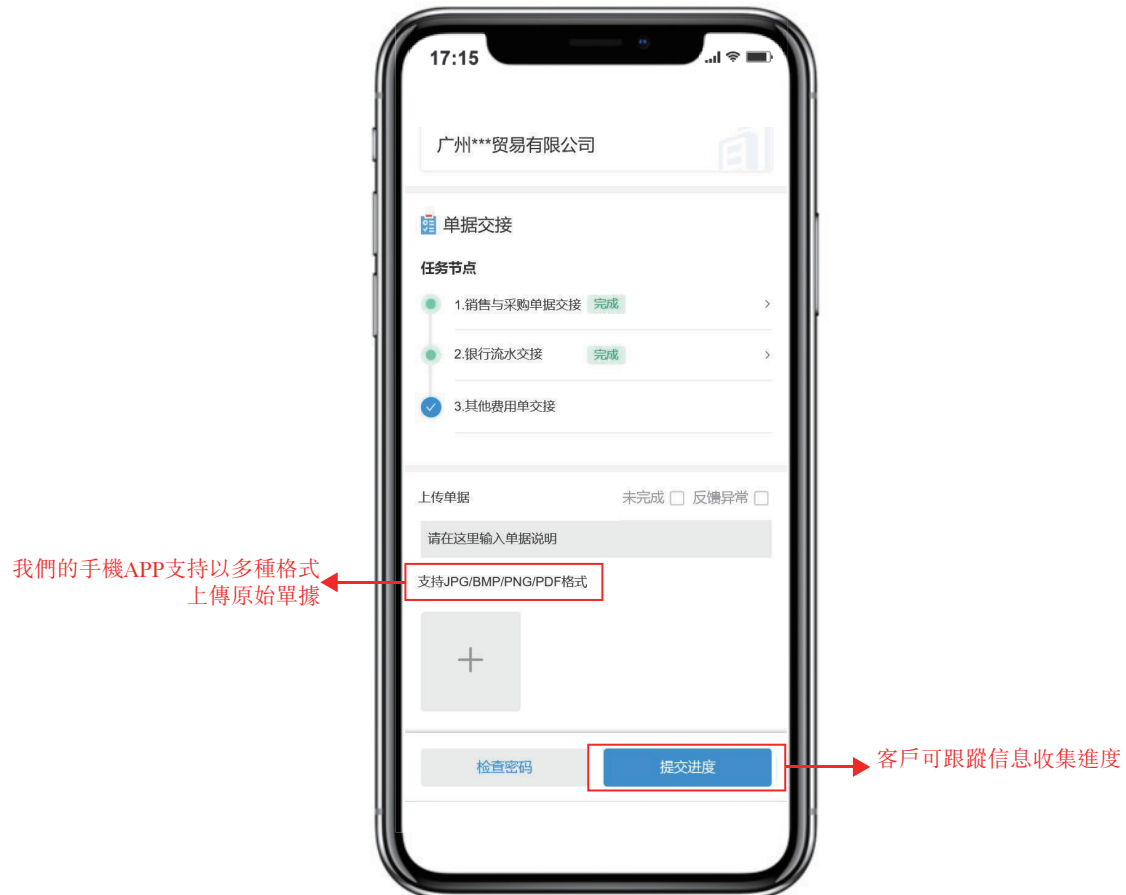 17:15
广州***贸易有限公司
单据交接
任务节点
1.销售与采购单据交接 完成
2.银行流水交接 完成
3.其他费用单交接
上传单据 未完成 反馈异常
请在这里输入单据说明
我們的手機APP支持以多種格式
上傳原始單據
支持JPG/BMP/PNG/PDF格式
检查密码 提交进度
客戶可跟蹤信息收集進度